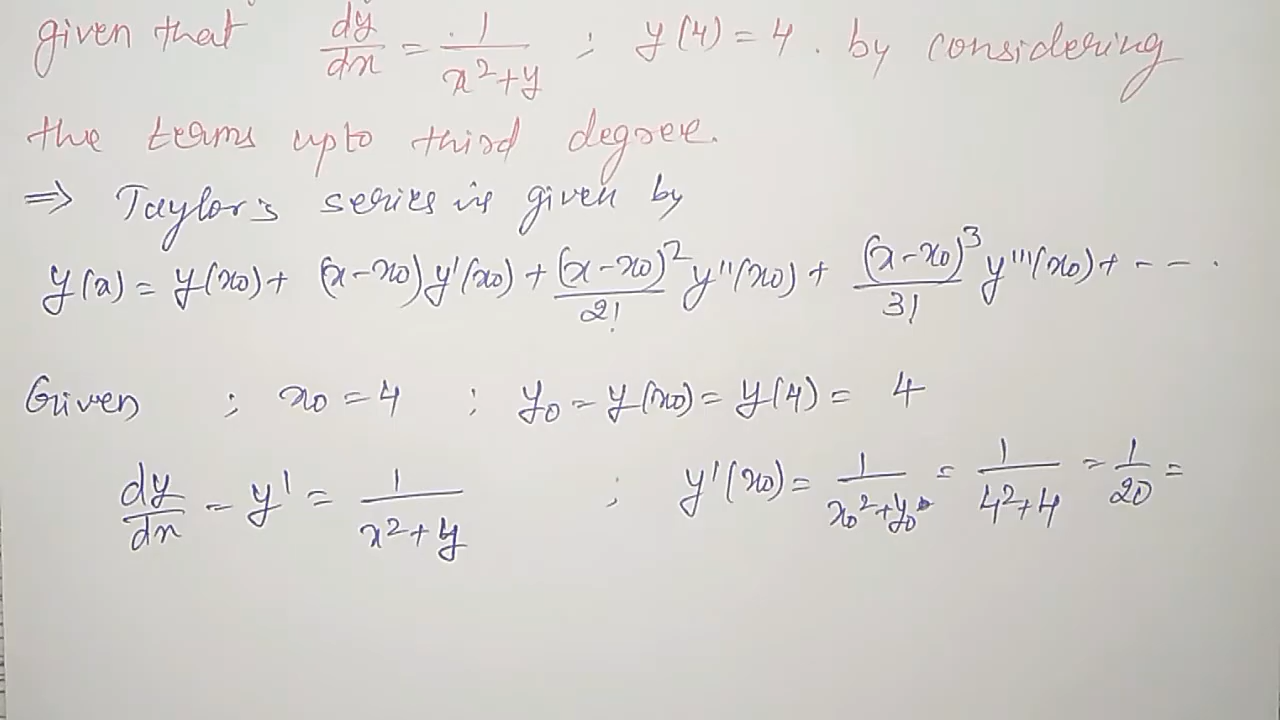 given that dy/dx = 1/(x²+y) ; y(4) = 4 . by considering
the terms upto third degree.
⇒ Taylor's series is given by
y(x) = y(x0) + (x-x0) y'(x0) + (x-x0)²/2! y''(x0) + (x-x0)³/3! y'''(x0) + - - - .
Given ; x0 = 4 ; y0 = y(x0) = y(4) = 4
dy/dx = y' = 1/(x²+y) ; y'(x0) = 1/(x0²+y0) = 1/(4²+4) = 1/20 =